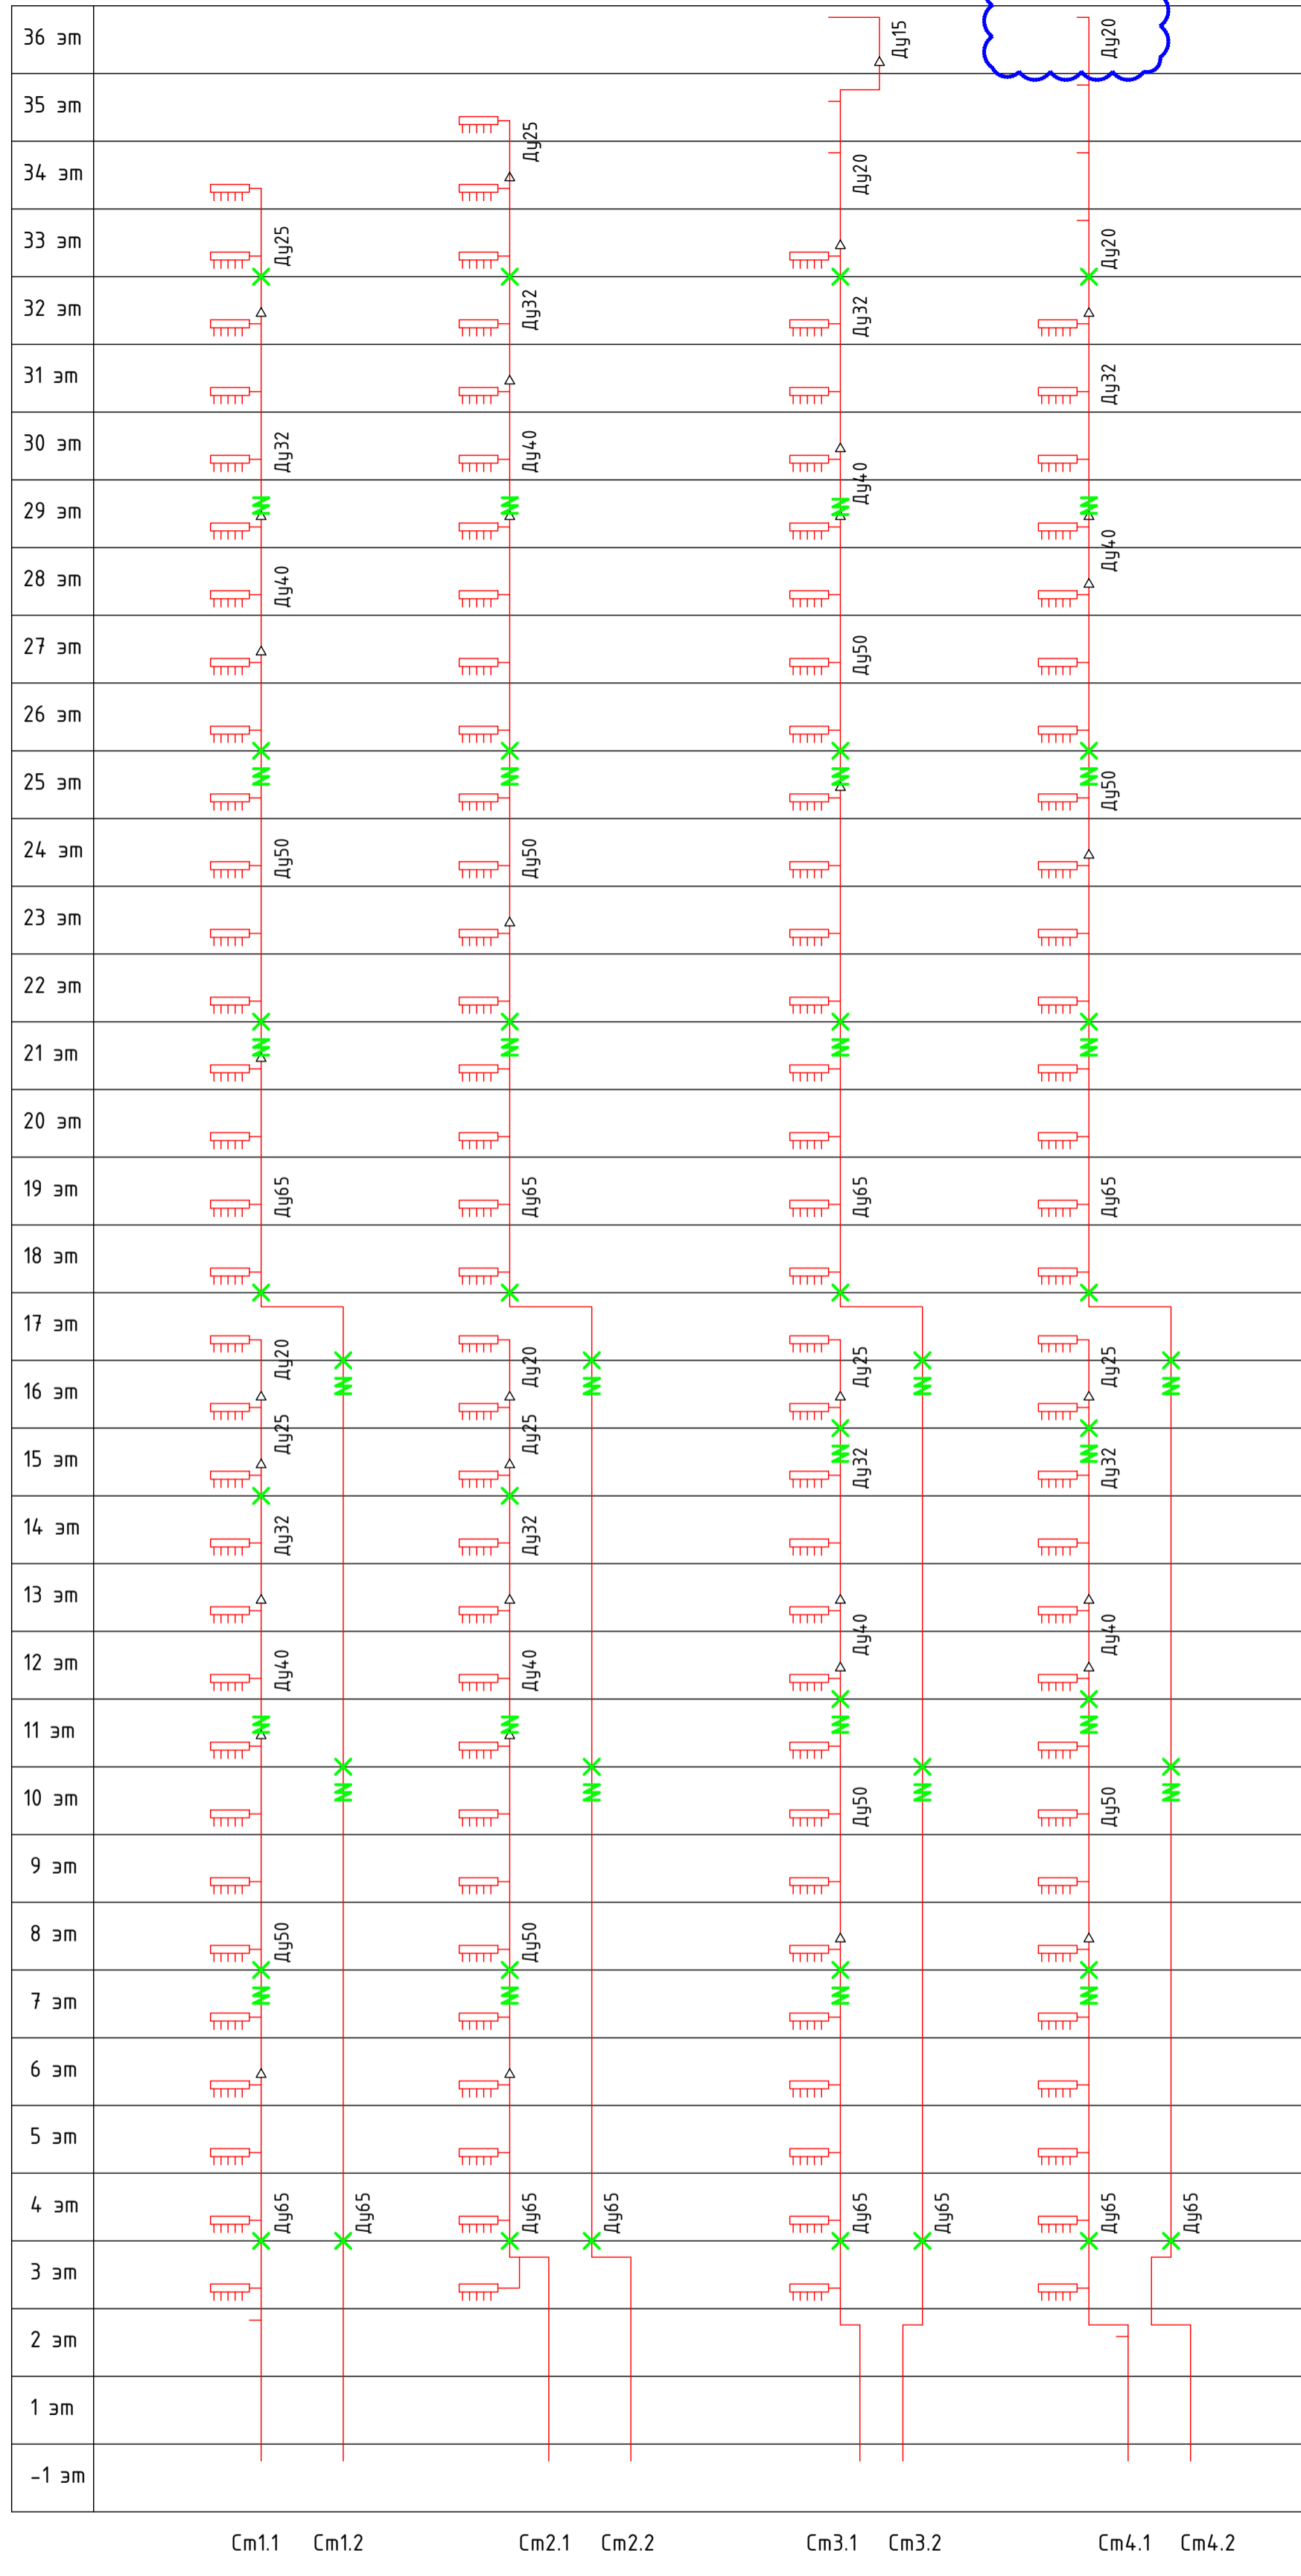 36 эт
Ду15
Ду20
35 эт
Ду25
34 эт
Ду20
33 эт
Ду25
Ду20
32 эт
Ду32
Ду32
31 эт
Ду32
30 эт
Ду32
Ду40
Ду40
29 эт
Ду40
28 эт
Ду40
27 эт
Ду50
26 эт
25 эт
Ду50
24 эт
Ду50
Ду50
23 эт
22 эт
21 эт
20 эт
19 эт
Ду65
Ду65
Ду65
Ду65
18 эт
17 эт
Ду20
Ду20
Ду25
Ду25
16 эт
Ду25
Ду25
15 эт
Ду32
Ду32
14 эт
Ду32
Ду32
13 эт
Ду40
Ду40
12 эт
Ду40
Ду40
11 эт
10 эт
Ду50
Ду50
9 эт
8 эт
Ду50
Ду50
7 эт
6 эт
5 эт
4 эт
Ду65
Ду65
Ду65
Ду65
Ду65
Ду65
Ду65
Ду65
3 эт
2 эт
1 эт
-1 эт
Ст1.1 Ст1.2 Ст2.1 Ст2.2 Ст3.1 Ст3.2 Ст4.1 Ст4.2